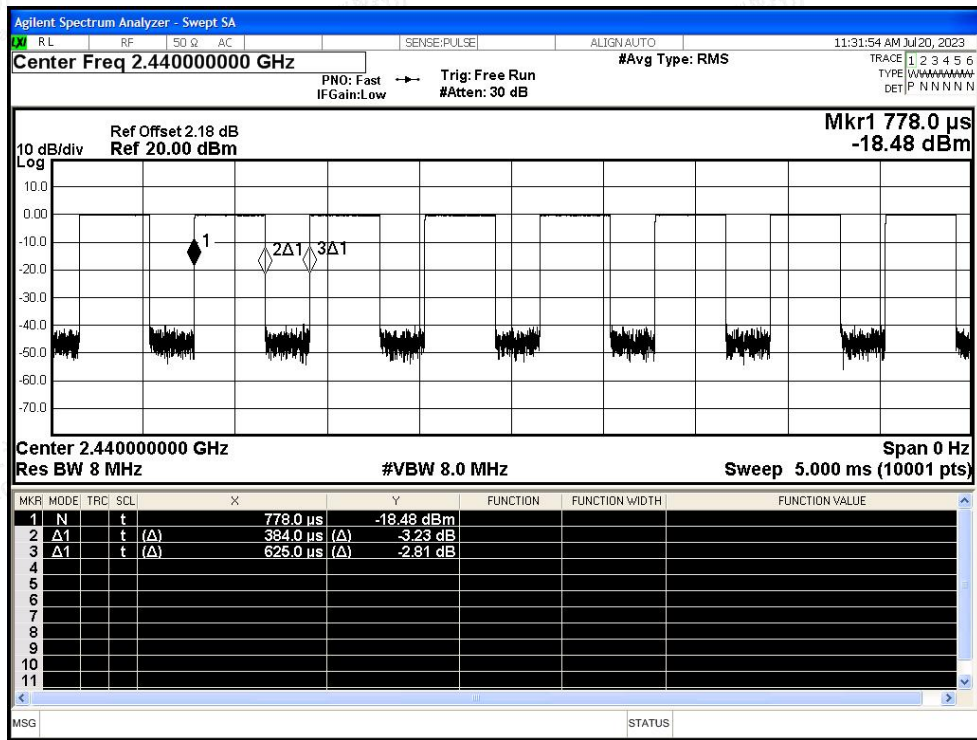 Agilent Spectrum Analyzer - Swept SA
LXI RL RF 50 Ω AC SENSE:PULSE ALIGN AUTO 11:31:54 AM Jul 20, 2023
Center Freq 2.440000000 GHz
PNO: Fast
IFGain:Low
Trig: Free Run
#Atten: 30 dB
#Avg Type: RMS
TRACE 1 2 3 4 5 6
TYPE WWWWWW
DET P N N N N N
Mkr1 778.0 µs
-18.48 dBm
Ref Offset 2.18 dB
10 dB/div Ref 20.00 dBm
Log
10.0
0.00
-10.0
-20.0
-30.0
-40.0
-50.0
-60.0
-70.0
1
2Δ1
3Δ1
Center 2.440000000 GHz Span 0 Hz
Res BW 8 MHz #VBW 8.0 MHz Sweep 5.000 ms (10001 pts)
MKR MODE TRC SCL X Y FUNCTION FUNCTION WIDTH FUNCTION VALUE
1 N t 778.0 µs -18.48 dBm
2 Δ1 t (Δ) 384.0 µs (Δ) -3.23 dB
3 Δ1 t (Δ) 625.0 µs (Δ) -2.81 dB
4
5
6
7
8
9
10
11
MSG STATUS